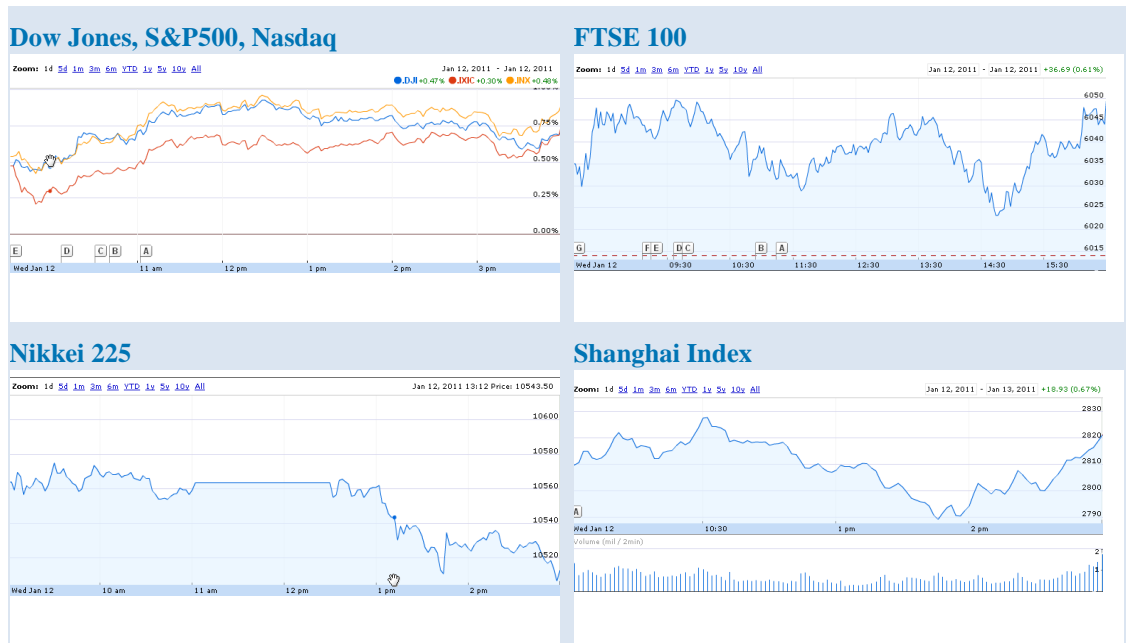 Dow Jones, S&P500, Nasdaq
Zoom: 1d 5d 1m 3m 6m YTD 1y 5y 10y All
Jan 12, 2011 - Jan 12, 2011
.DJI +0.47% .IXIC +0.30% .INX +0.48%
0.75%
0.50%
0.25%
0.00%
E D C B A
Wed Jan 12 11 am 12 pm 1 pm 2 pm 3 pm
FTSE 100
Zoom: 1d 5d 1m 3m 6m YTD 1y 5y 10y All
Jan 12, 2011 - Jan 12, 2011 +36.69 (0.61%)
6050
6045
6040
6035
6030
6025
6020
6015
G F E D C B A
Wed Jan 12 09:30 10:30 11:30 12:30 13:30 14:30 15:30
Nikkei 225
Zoom: 1d 5d 1m 3m 6m YTD 1y 5y 10y All
Jan 12, 2011 13:12 Price: 10543.50
10600
10580
10560
10540
10520
Wed Jan 12 10 am 11 am 12 pm 1 pm 2 pm
Shanghai Index
Zoom: 1d 5d 1m 3m 6m YTD 1y 5y 10y All
Jan 12, 2011 - Jan 13, 2011 +18.93 (0.67%)
2830
2820
2810
2800
2790
A
Wed Jan 12 10:30 1 pm 2 pm
Volume (mil / 2min)
2
1